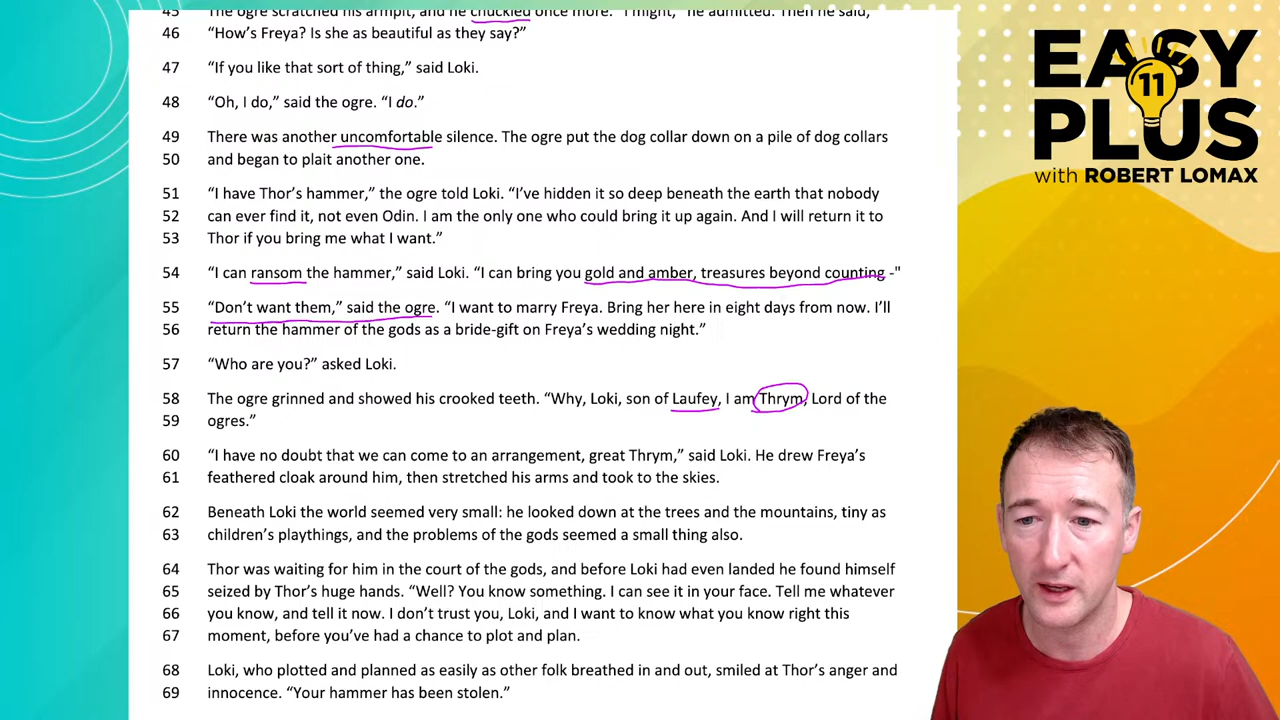 45 The ogre scratched his armpit, and he chuckled once more. "I might," he admitted. Then he said,
46 "How's Freya? Is she as beautiful as they say?"
47 "If you like that sort of thing," said Loki.
48 "Oh, I do," said the ogre. "I do."
49 There was another uncomfortable silence. The ogre put the dog collar down on a pile of dog collars
50 and began to plait another one.
51 "I have Thor's hammer," the ogre told Loki. "I've hidden it so deep beneath the earth that nobody
52 can ever find it, not even Odin. I am the only one who could bring it up again. And I will return it to
53 Thor if you bring me what I want."
54 "I can ransom the hammer," said Loki. "I can bring you gold and amber, treasures beyond counting -"
55 "Don't want them," said the ogre. "I want to marry Freya. Bring her here in eight days from now. I'll
56 return the hammer of the gods as a bride-gift on Freya's wedding night."
57 "Who are you?" asked Loki.
58 The ogre grinned and showed his crooked teeth. "Why, Loki, son of Laufey, I am Thrym, Lord of the
59 ogres."
60 "I have no doubt that we can come to an arrangement, great Thrym," said Loki. He drew Freya's
61 feathered cloak around him, then stretched his arms and took to the skies.
62 Beneath Loki the world seemed very small: he looked down at the trees and the mountains, tiny as
63 children's playthings, and the problems of the gods seemed a small thing also.
64 Thor was waiting for him in the court of the gods, and before Loki had even landed he found himself
65 seized by Thor's huge hands. "Well? You know something. I can see it in your face. Tell me whatever
66 you know, and tell it now. I don't trust you, Loki, and I want to know what you know right this
67 moment, before you've had a chance to plot and plan."
68 Loki, who plotted and planned as easily as other folk breathed in and out, smiled at Thor's anger and
69 innocence. "Your hammer has been stolen."
EASY
11
PLUS
with ROBERT LOMAX